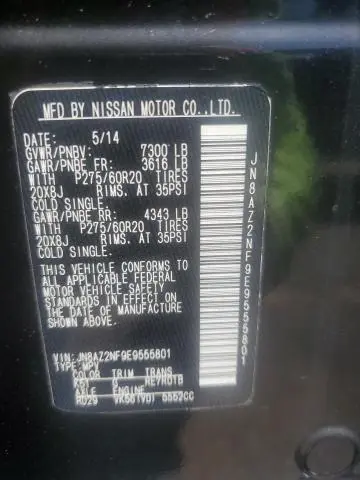 MFD BY NISSAN MOTOR CO.,LTD.
DATE: 5/14
GVWR/PNBV: 7300 LB
GAWR/PNBE FR: 3616 LB
WITH P275/60R20
20X8J RIMS. AT 35PSI
COLD SINGLE.
GAWR/PNBE RR: 4343 LB
WITH P275/60R20
20X8J RIMS. AT 35PSI
COLD SINGLE.
THIS VEHICLE CONFORMS TO
ALL APPLICABLE FEDERAL
MOTOR VEHICLE SAFETY
STANDARDS IN EFFECT ON
THE DATE OF MANUFACTURE
SHOWN ABOVE.
VIN: JN8AZ2NF9E9555801
TYPE: MPV
COLOR TRIM TRANS
G RE7R01B
AXLE ENGINE
R029 VK56(VD) 5552CC
JN8AZ2NF9E9555801